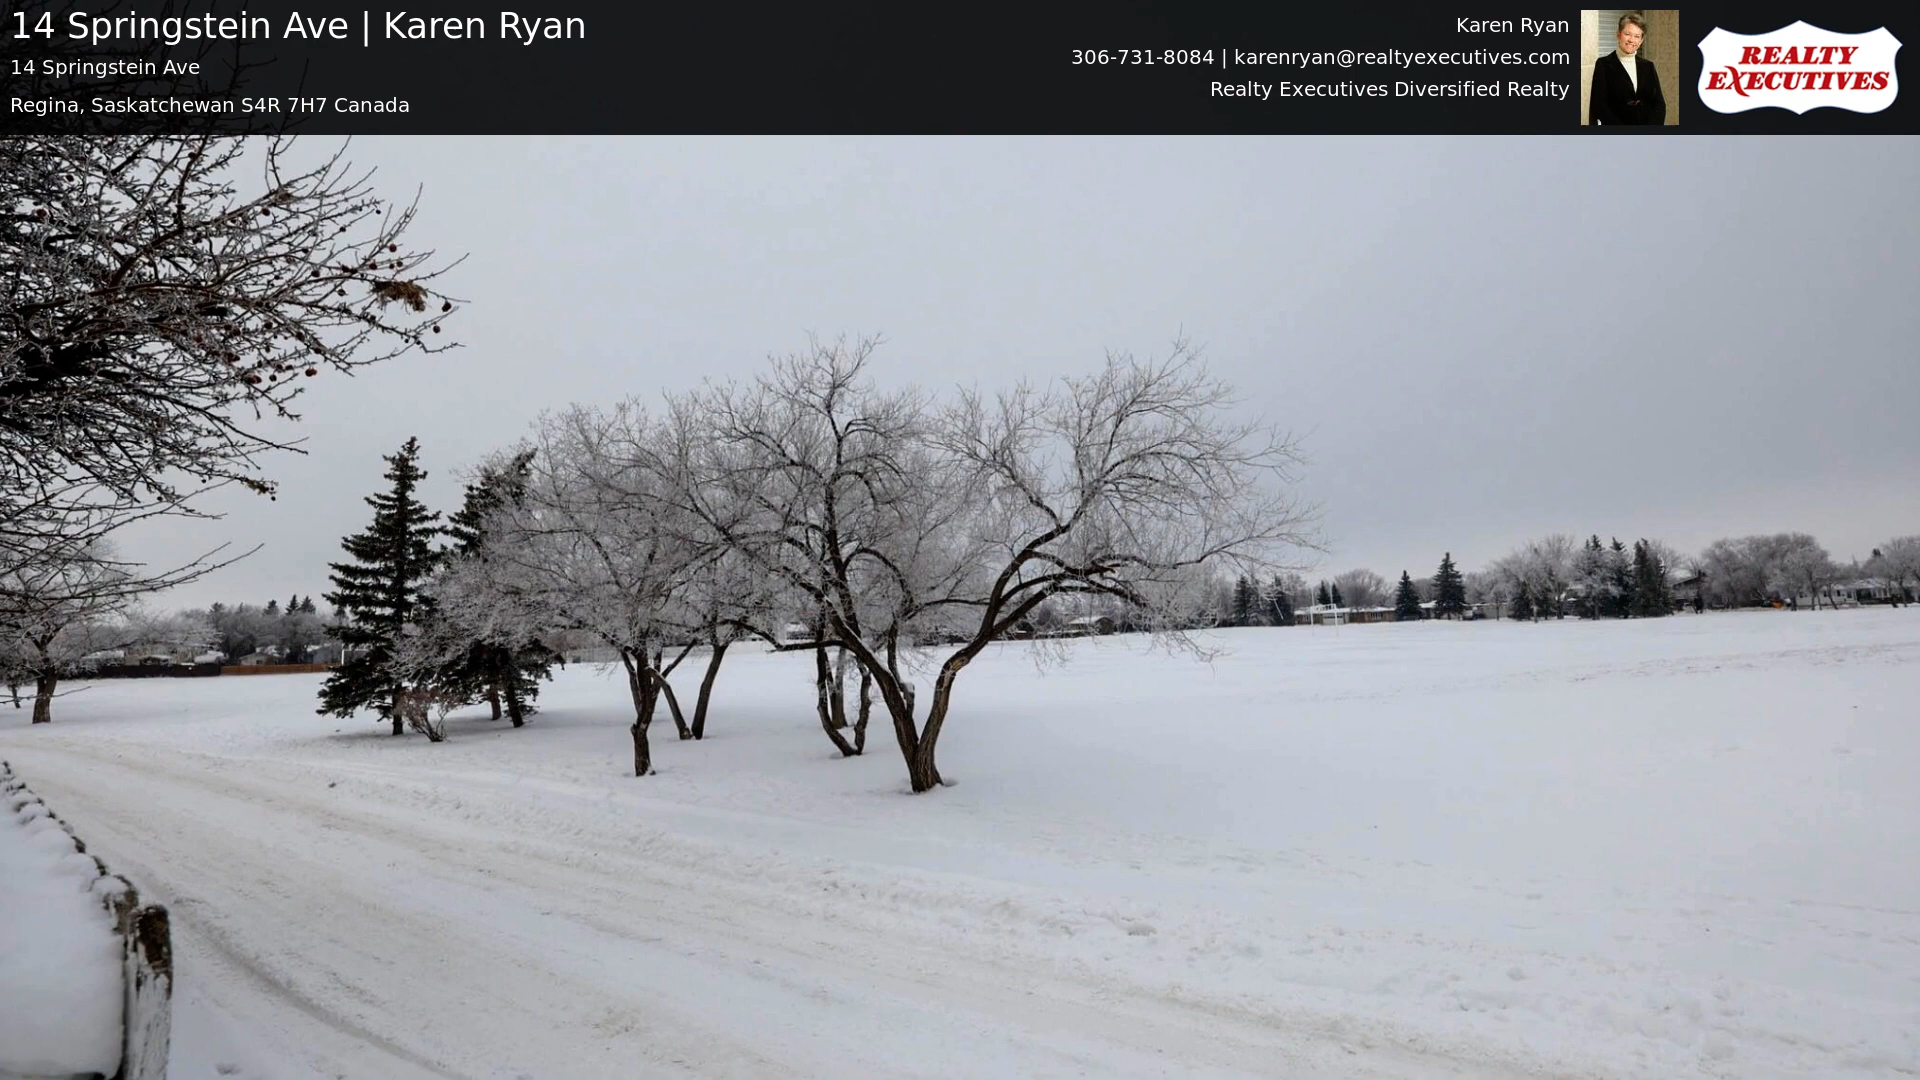 14 Springstein Ave | Karen Ryan
14 Springstein Ave
Regina, Saskatchewan S4R 7H7 Canada
Karen Ryan
306-731-8084 | karenryan@realtyexecutives.com
Realty Executives Diversified Realty
REALTY
EXECUTIVES